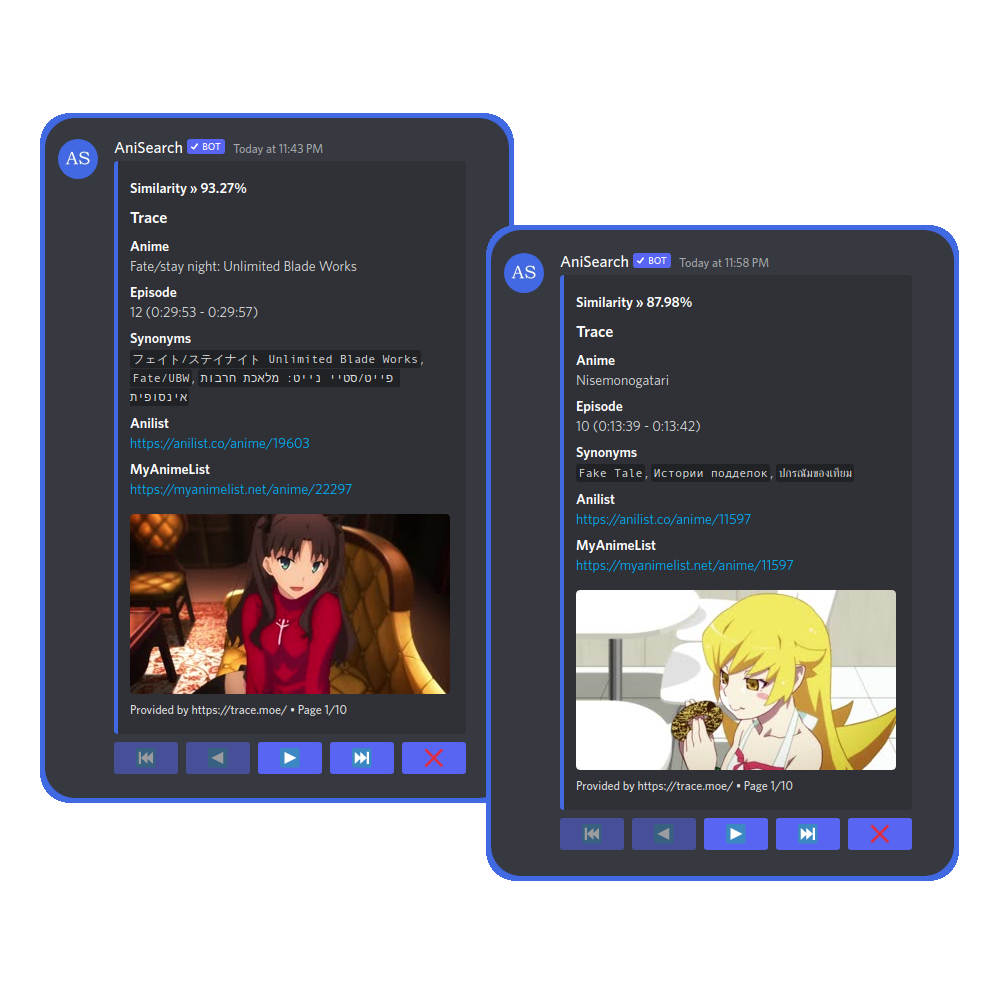 AS
AniSearch ✓ BOT Today at 11:43 PM
Similarity » 93.27%
Trace
Anime
Fate/stay night: Unlimited Blade Works
Episode
12 (0:29:53 - 0:29:57)
Synonyms
フェイト/ステイナイト Unlimited Blade Works,
Fate/UBW, פייט/סטיי נייט: מלאכת חרבות
אינסופית
Anilist
https://anilist.co/anime/19603
MyAnimeList
https://myanimelist.net/anime/22297
Provided by https://trace.moe/ • Page 1/10
AS
AniSearch ✓ BOT Today at 11:58 PM
Similarity » 87.98%
Trace
Anime
Nisemonogatari
Episode
10 (0:13:39 - 0:13:42)
Synonyms
Fake Tale, Истории подделок, ปกรณัมของเทียม
Anilist
https://anilist.co/anime/11597
MyAnimeList
https://myanimelist.net/anime/11597
Provided by https://trace.moe/ • Page 1/10